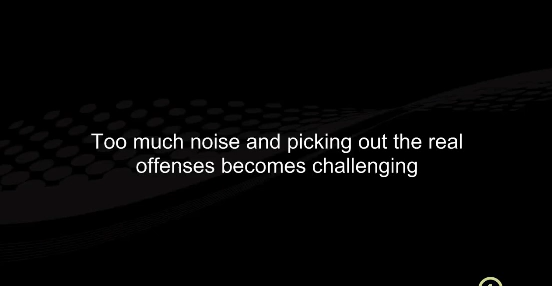 Too much noise and picking out the real
offenses becomes challenging